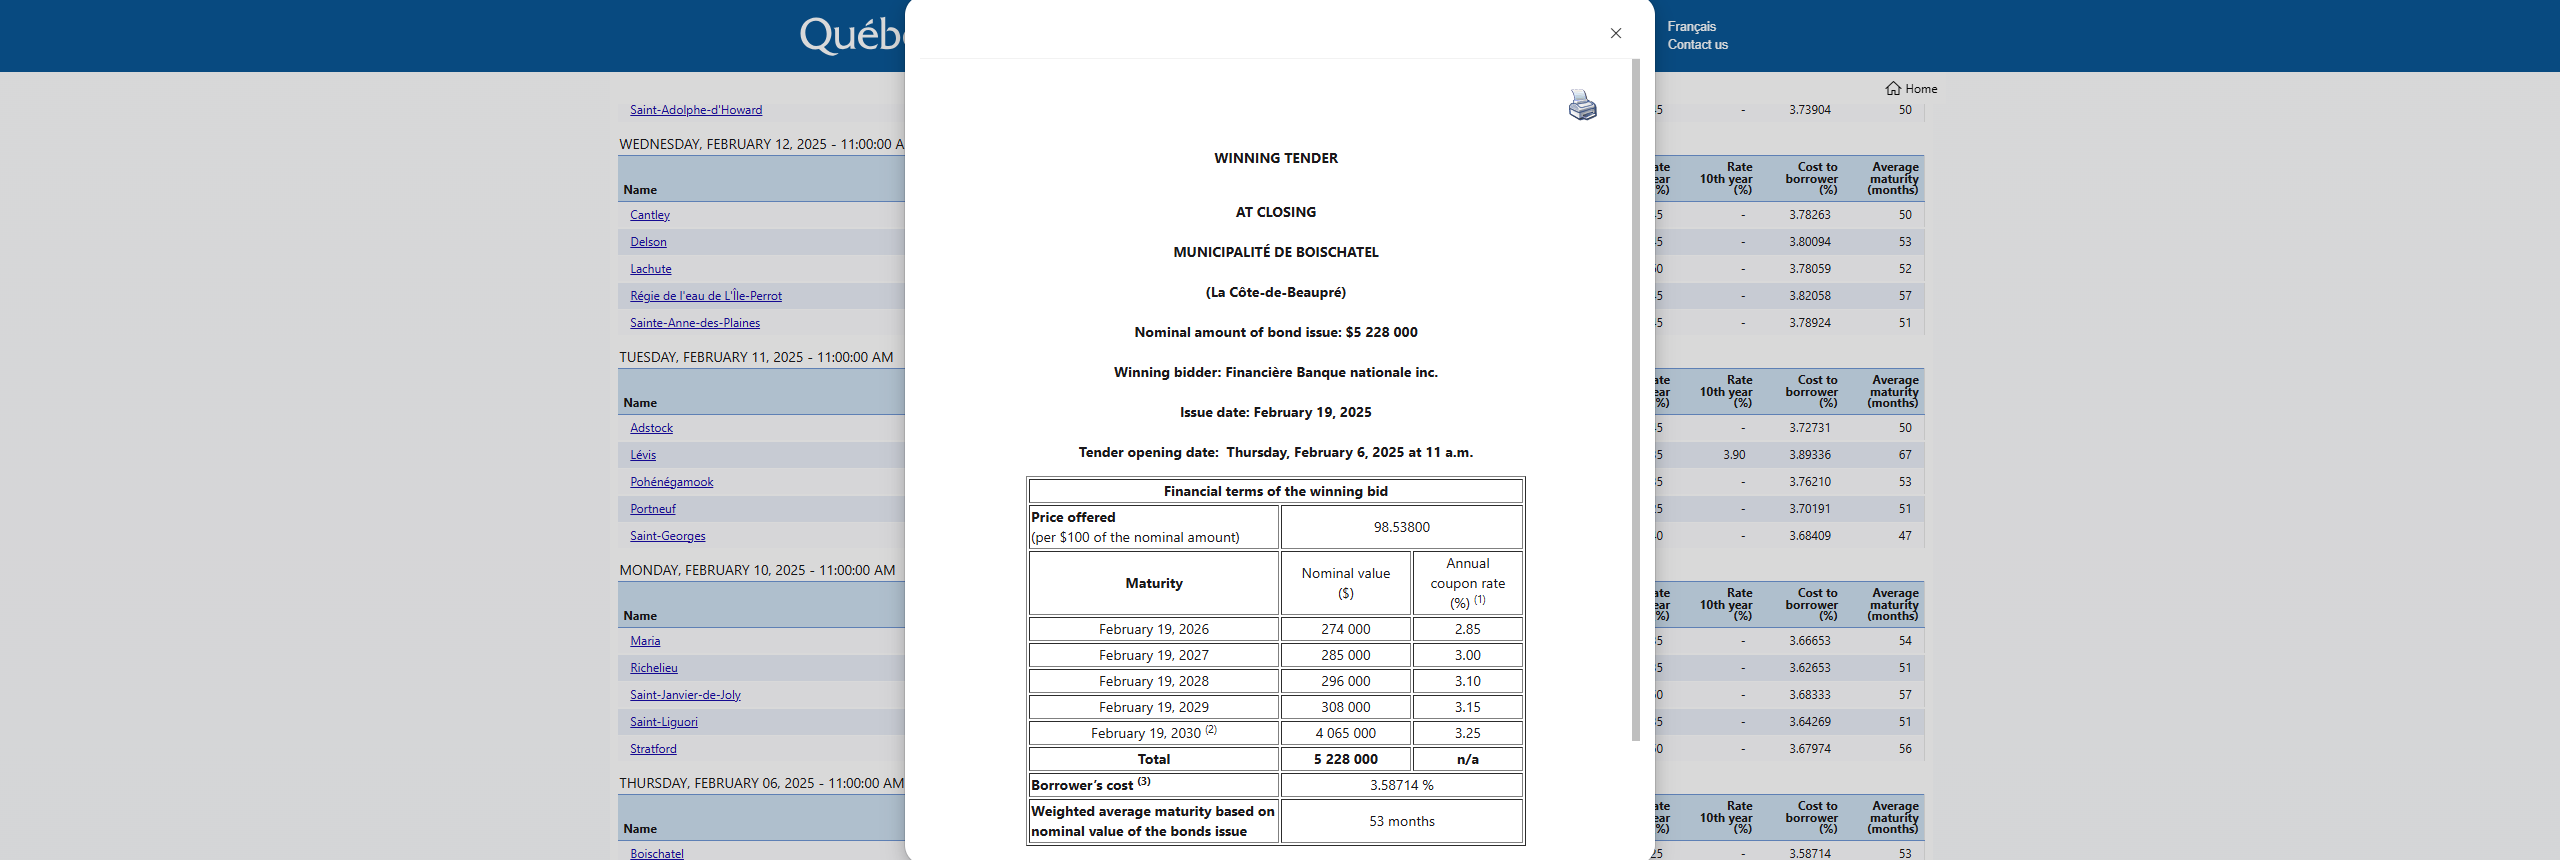 Québ
Français
Contact us
Home
×
Saint-Adolphe-d'Howard
5 - 3.73904 50
WEDNESDAY, FEBRUARY 12, 2025 - 11:00:00 A
Name
ate ear %) Rate 10th year (%) Cost to borrower (%) Average maturity (months)
Cantley 5 - 3.78263 50
Delson 5 - 3.80094 53
Lachute 0 - 3.78059 52
Régie de l'eau de L'Île-Perrot 5 - 3.82058 57
Sainte-Anne-des-Plaines 5 - 3.78924 51
TUESDAY, FEBRUARY 11, 2025 - 11:00:00 AM
Name
ate ear %) Rate 10th year (%) Cost to borrower (%) Average maturity (months)
Adstock 5 - 3.72731 50
Lévis 5 3.90 3.89336 67
Pohénégamook 5 - 3.76210 53
Portneuf 5 - 3.70191 51
Saint-Georges 0 - 3.68409 47
MONDAY, FEBRUARY 10, 2025 - 11:00:00 AM
Name
ate ear %) Rate 10th year (%) Cost to borrower (%) Average maturity (months)
Maria 5 - 3.66653 54
Richelieu 5 - 3.62653 51
Saint-Janvier-de-Joly 0 - 3.68333 57
Saint-Liguori 5 - 3.64269 51
Stratford 0 - 3.67974 56
THURSDAY, FEBRUARY 06, 2025 - 11:00:00 AM
Name
ate ear %) Rate 10th year (%) Cost to borrower (%) Average maturity (months)
Boischatel 25 - 3.58714 53
WINNING TENDER
AT CLOSING
MUNICIPALITÉ DE BOISCHATEL
(La Côte-de-Beaupré)
Nominal amount of bond issue: $5 228 000
Winning bidder: Financière Banque nationale inc.
Issue date: February 19, 2025
Tender opening date: Thursday, February 6, 2025 at 11 a.m.
Financial terms of the winning bid
Price offered
(per $100 of the nominal amount) 98.53800
Maturity Nominal value ($) Annual coupon rate (%) (1)
February 19, 2026 274 000 2.85
February 19, 2027 285 000 3.00
February 19, 2028 296 000 3.10
February 19, 2029 308 000 3.15
February 19, 2030 (2) 4 065 000 3.25
Total 5 228 000 n/a
Borrower's cost (3) 3.58714 %
Weighted average maturity based on
nominal value of the bonds issue 53 months